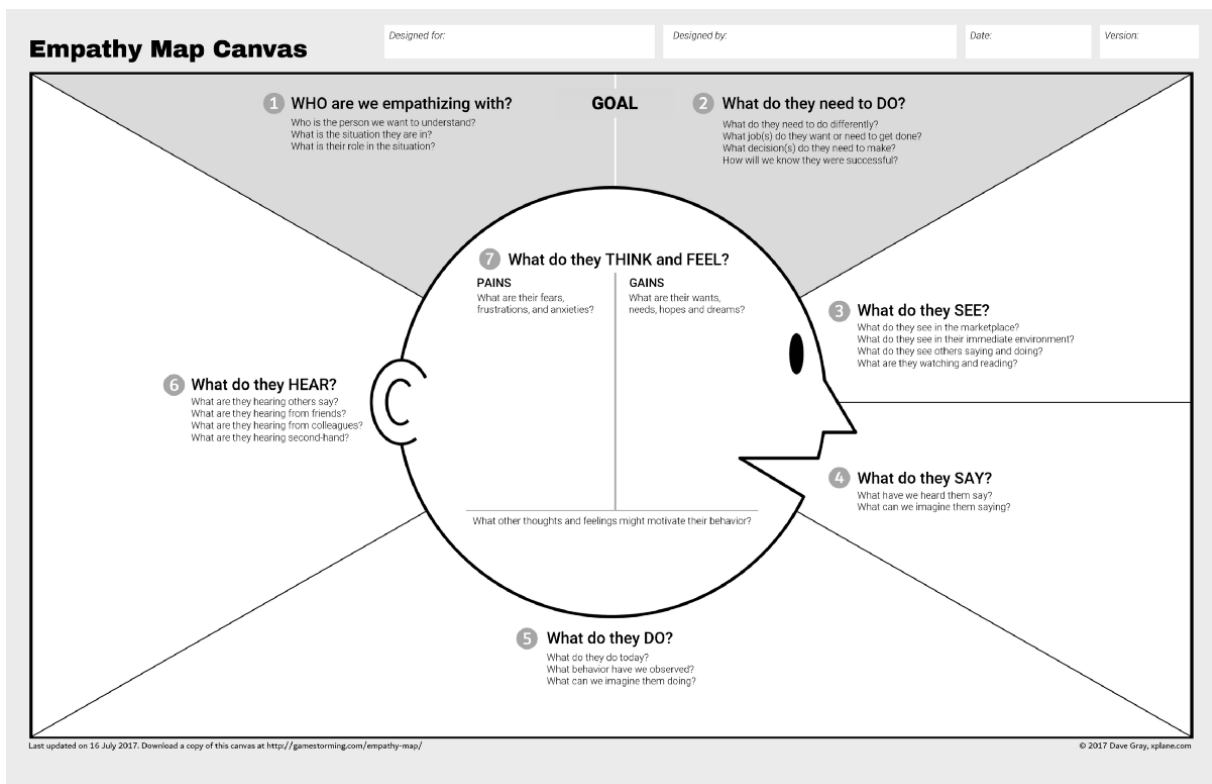 Empathy Map Canvas
Designed for:
Designed by:
Date:
Version:
1 WHO are we empathizing with?
Who is the person we want to understand?
What is the situation they are in?
What is their role in the situation?
GOAL
2 What do they need to DO?
What do they need to do differently?
What job(s) do they want or need to get done?
What decision(s) do they need to make?
How will we know they were successful?
3 What do they SEE?
What do they see in the marketplace?
What do they see in their immediate environment?
What do they see others saying and doing?
What are they watching and reading?
4 What do they SAY?
What have we heard them say?
What can we imagine them saying?
5 What do they DO?
What do they do today?
What behavior have we observed?
What can we imagine them doing?
6 What do they HEAR?
What are they hearing others say?
What are they hearing from friends?
What are they hearing from colleagues?
What are they hearing second-hand?
7 What do they THINK and FEEL?
PAINS
What are their fears,
frustrations, and anxieties?
GAINS
What are their wants,
needs, hopes and dreams?
What other thoughts and feelings might motivate their behavior?
Last updated on 16 July 2017. Download a copy of this canvas at http://gamestorming.com/empathy-map/
© 2017 Dave Gray, xplane.com